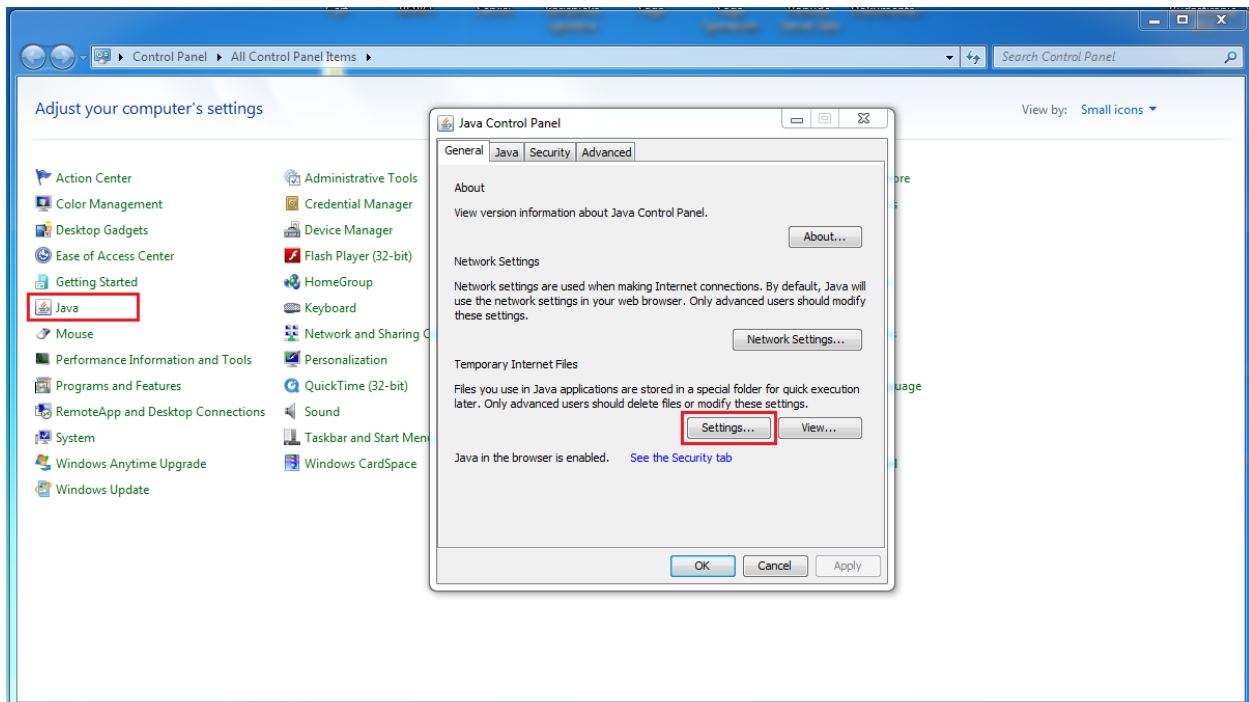 Control Panel All Control Panel Items
Search Control Panel
Adjust your computer's settings
View by: Small icons
Action Center
Color Management
Desktop Gadgets
Ease of Access Center
Getting Started
Java
Mouse
Performance Information and Tools
Programs and Features
RemoteApp and Desktop Connections
System
Windows Anytime Upgrade
Windows Update
Administrative Tools
Credential Manager
Device Manager
Flash Player (32-bit)
HomeGroup
Keyboard
Network and Sharing
Personalization
QuickTime (32-bit)
Sound
Taskbar and Start Men
Windows CardSpace
Java Control Panel
General Java Security Advanced
About
View version information about Java Control Panel.
About...
Network Settings
Network settings are used when making Internet connections. By default, Java will
use the network settings in your web browser. Only advanced users should modify
these settings.
Network Settings...
Temporary Internet Files
Files you use in Java applications are stored in a special folder for quick execution
later. Only advanced users should delete files or modify these settings.
Settings... View...
Java in the browser is enabled. See the Security tab
OK Cancel Apply
uage